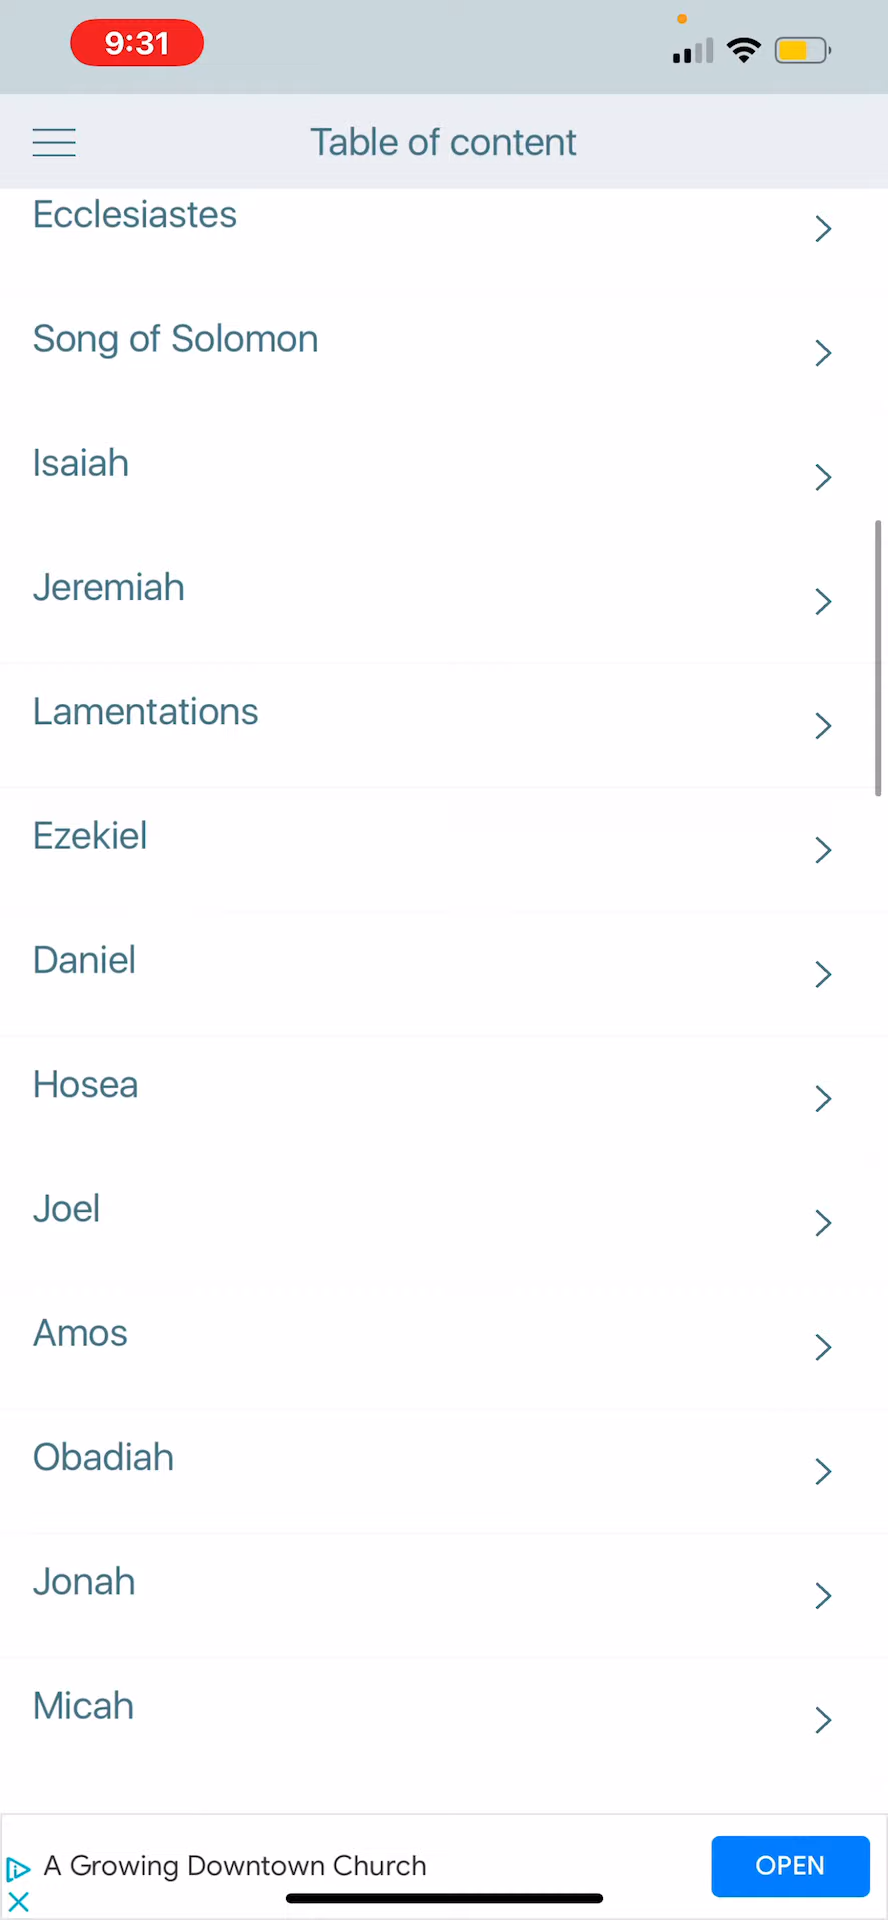 9:31
Table of content
Ecclesiastes
Song of Solomon
Isaiah
Jeremiah
Lamentations
Ezekiel
Daniel
Hosea
Joel
Amos
Obadiah
Jonah
Micah
A Growing Downtown Church
OPEN